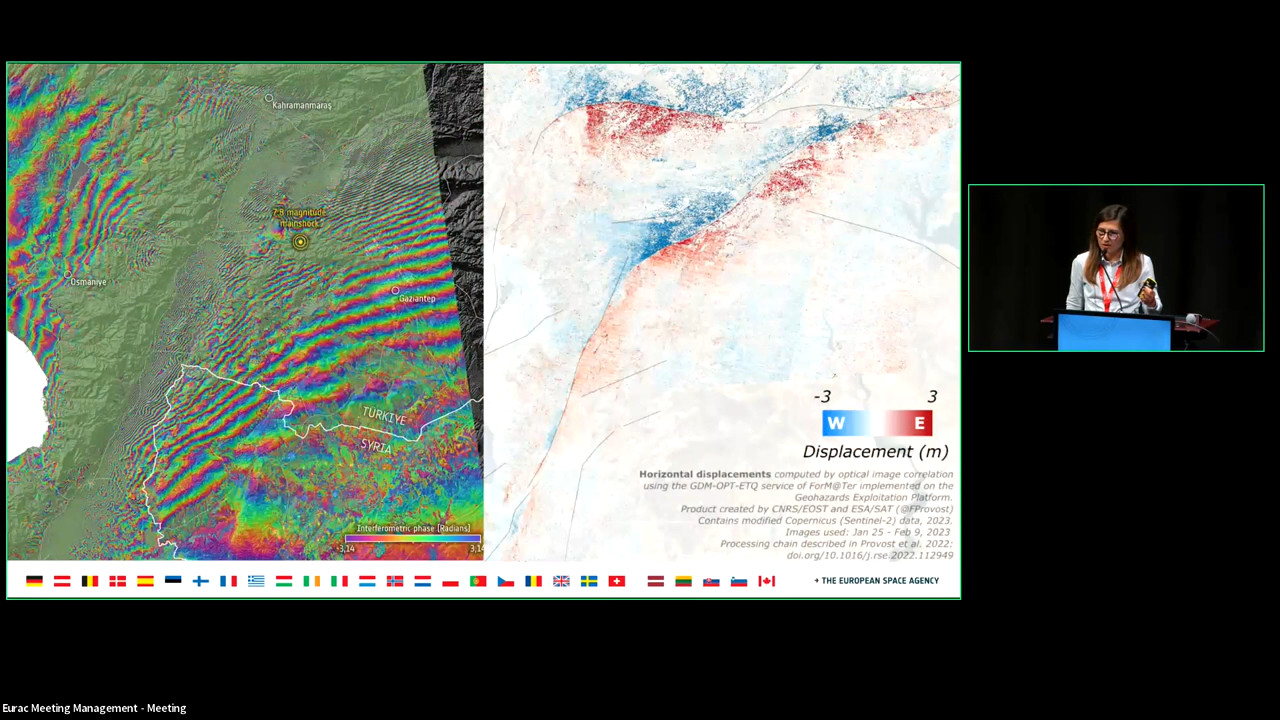 Kahramanmaraş
7.8 magnitude
mainshock
Osmaniye
Gaziantep
TÜRKIYE
SYRIA
Interferometric phase [Radians]
-3,14 3,14
-3 3
W E
Displacement (m)
Horizontal displacements computed by optical image correlation
using the GDM-OPT-ETQ service of ForM@Ter implemented on the
Geohazards Exploitation Platform.
Product created by CNRS/EOST and ESA/SAT (@FProvost)
Contains modified Copernicus (Sentinel-2) data, 2023.
Images used: Jan 25 - Feb 9, 2023
Processing chain described in Provost et al. 2022:
doi.org/10.1016/j.rse.2022.112949
→ THE EUROPEAN SPACE AGENCY
Eurac Meeting Management - Meeting